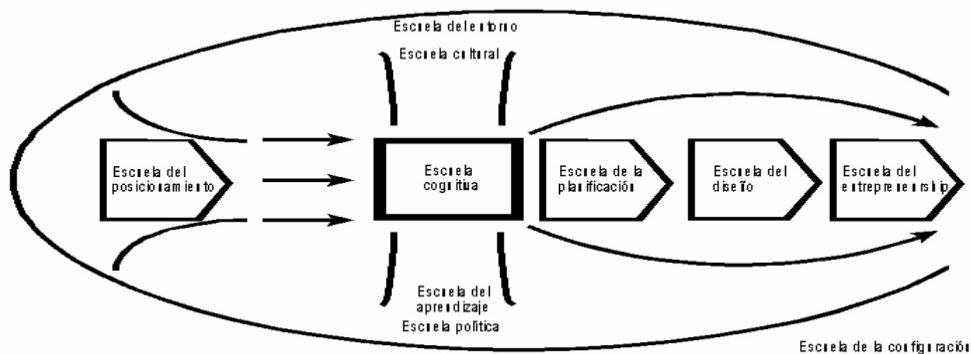 Escuela del entorno
Escuela cultural
Escuela del
posicionamiento
Escuela
cognitiva
Escuela de la
planificación
Escuela del
diseño
Escuela del
entrepreneurship
Escuela del
aprendizaje
Escuela política
Escuela de la configuración